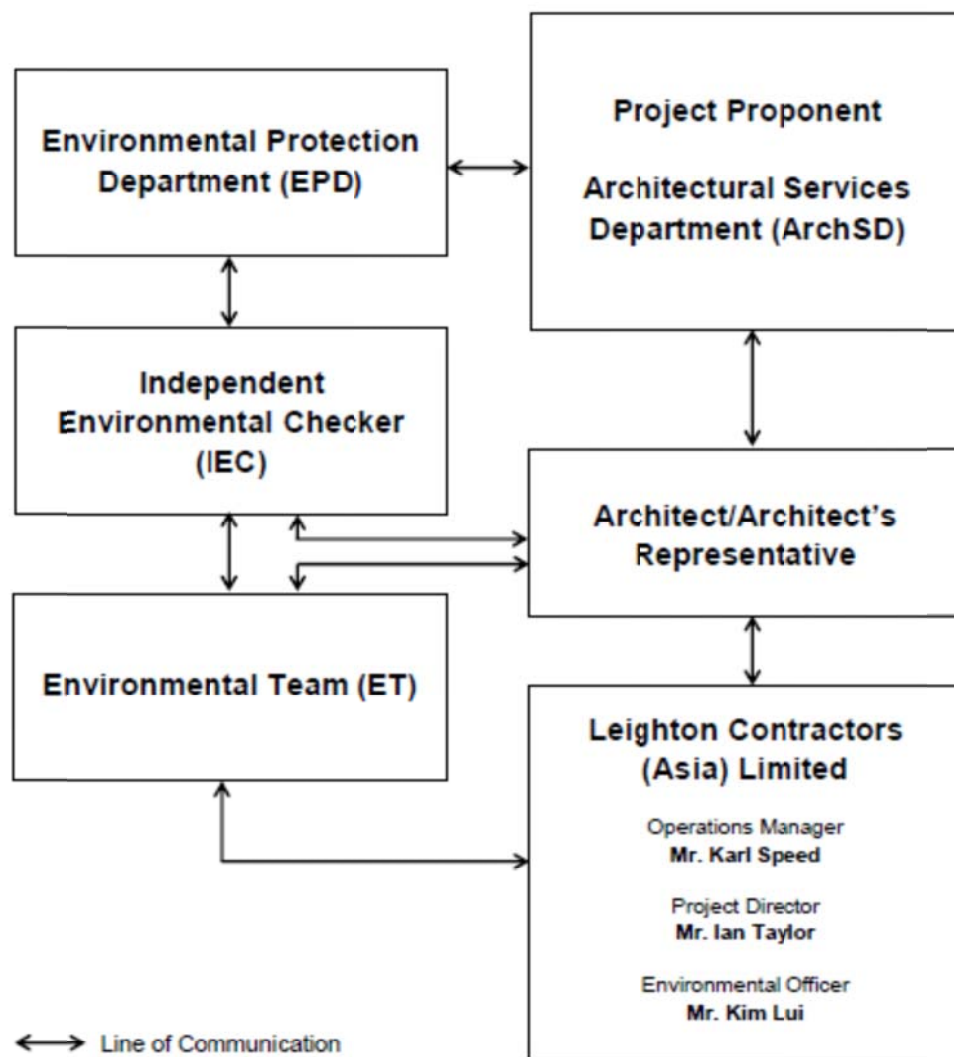 Environmental Protection
Department (EPD)
Project Proponent
Architectural Services
Department (ArchSD)
Independent
Environmental Checker
(IEC)
Architect/Architect’s
Representative
Environmental Team (ET)
Leighton Contractors
(Asia) Limited
Operations Manager
Mr. Karl Speed
Project Director
Mr. Ian Taylor
Environmental Officer
Mr. Kim Lui
Line of Communication